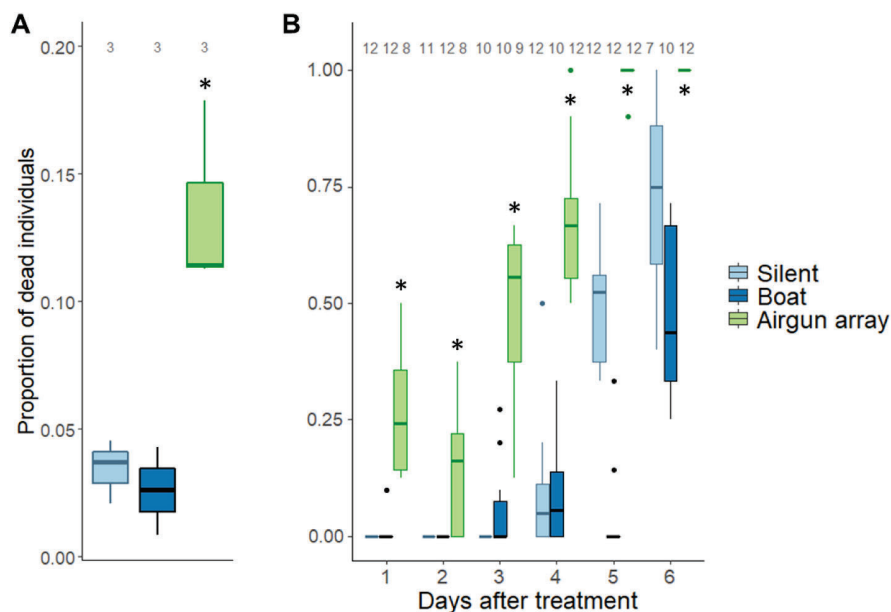 A
B
3 3 3
12 12 8 11 12 8 10 10 9 12 10 12 12 12 12 7 10 12
0.20
0.15
0.10
0.05
0.00
Proportion of dead individuals
*
1.00
0.75
0.50
0.25
0.00
* * * * * *
1 2 3 4 5 6
Days after treatment
Silent
Boat
Airgun array